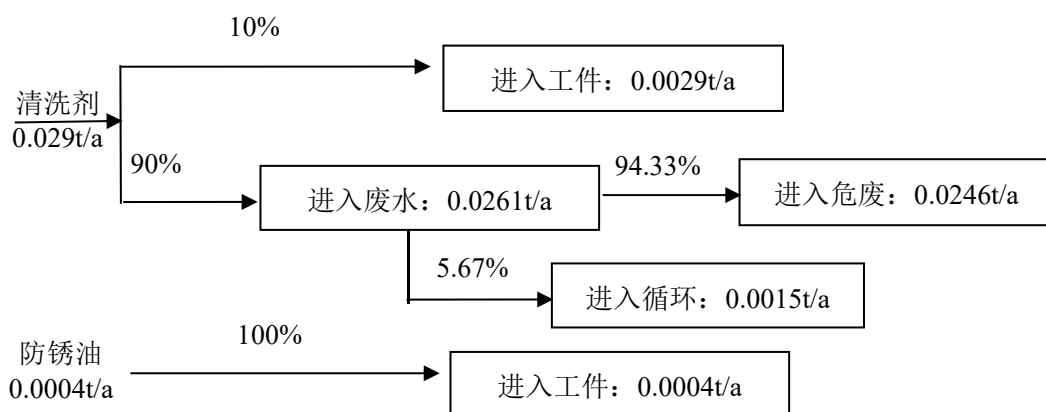 10%
进入工件：0.0029t/a
清洗剂
0.029t/a
90%
进入废水：0.0261t/a
94.33%
进入危废：0.0246t/a
5.67%
进入循环：0.0015t/a
防锈油
0.0004t/a
100%
进入工件：0.0004t/a